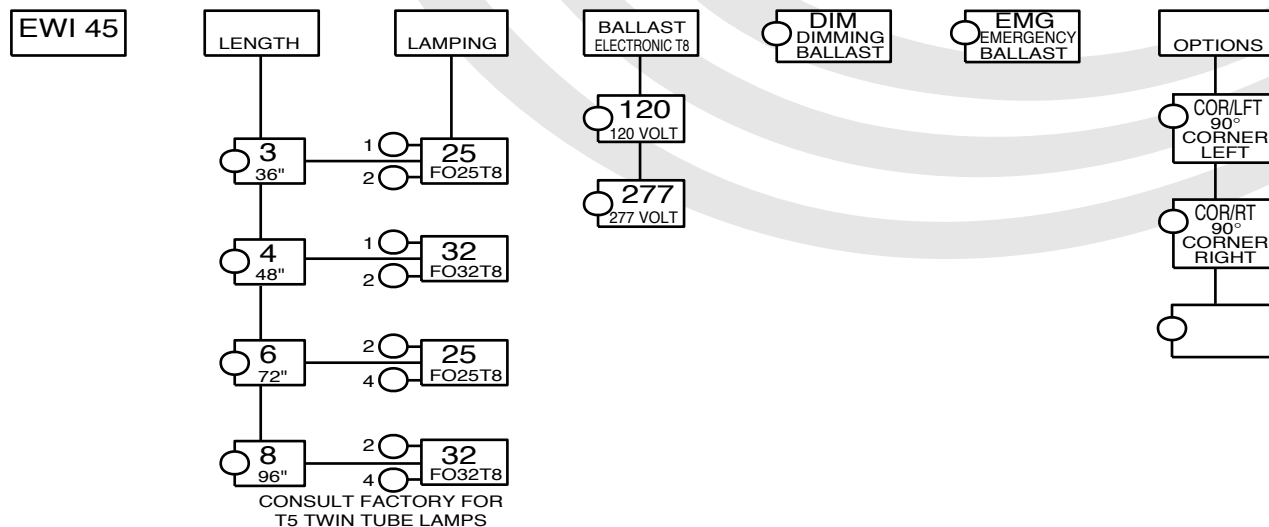 EWI 45
LENGTH
3
36"
4
48"
6
72"
8
96"
LAMPING
1
2
25
FO25T8
1
2
32
FO32T8
2
4
25
FO25T8
2
4
32
FO32T8
CONSULT FACTORY FOR
T5 TWIN TUBE LAMPS
BALLAST
ELECTRONIC T8
120
120 VOLT
277
277 VOLT
DIM
DIMMING
BALLAST
EMG
EMERGENCY
BALLAST
OPTIONS
COR/LFT
90°
CORNER
LEFT
COR/RT
90°
CORNER
RIGHT